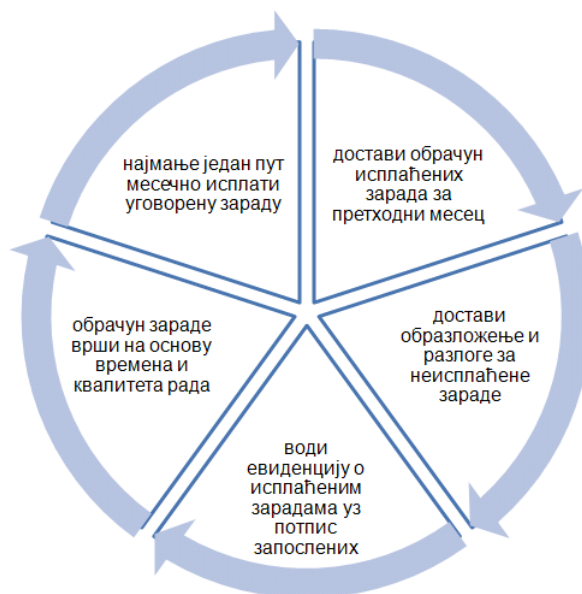 достави обрачун
исплаћених
зарада за
претходни месец
достави
образложење и
разлоге за
неисплаћене
зараде
води
евиденцију о
исплаћеним
зарадама уз
потпис
запослених
обрачун зараде
врши на основу
времена и
квалитета рада
најмање један пут
месечно исплати
уговорену зараду